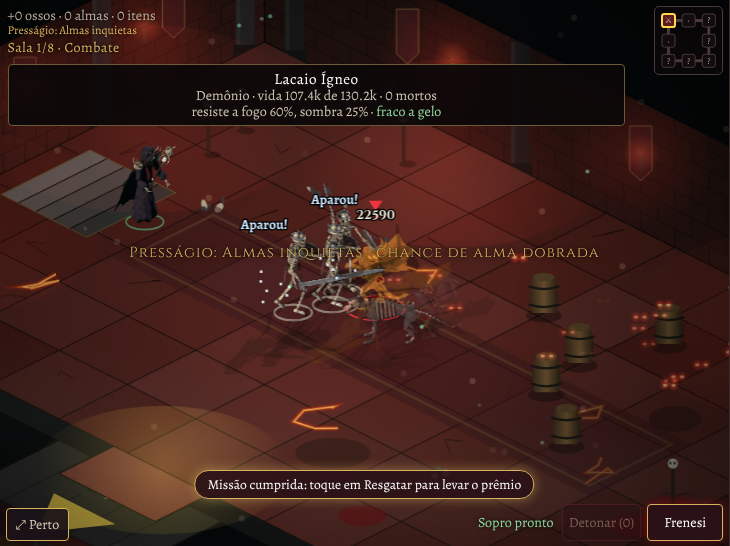 +0 ossos · 0 almas · 0 itens
Presságio: Almas inquietas
Sala 1/8 · Combate
Lacaio Ígneo
Demônio · vida 107.4k de 130.2k · 0 mortos
resiste a fogo 60%, sombra 25% · fraco a gelo
? ? ? ? ?
Aparou!
22590
Aparou!
Presságio: Almas inquietas · chance de alma dobrada
Missão cumprida: toque em Resgatar para levar o prêmio
Perto
Sopro pronto
Detonar (0)
Frenesi